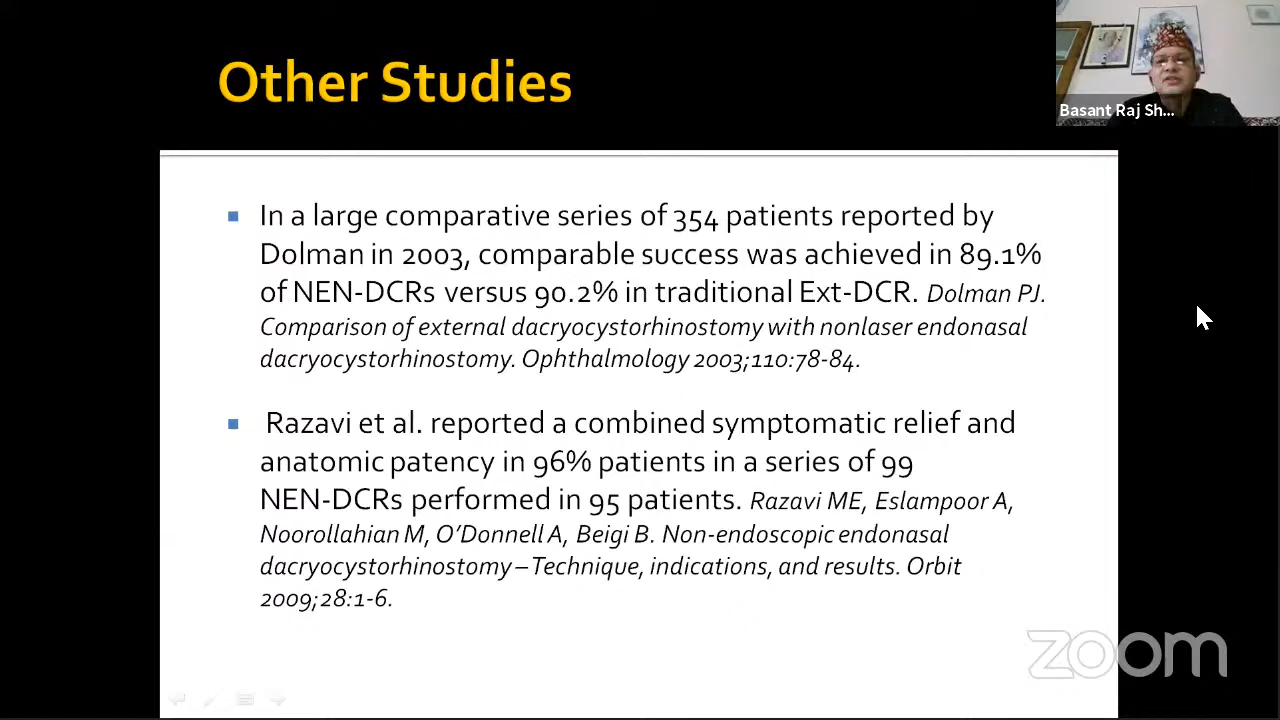 Other Studies
Basant Raj Sh...
In a large comparative series of 354 patients reported by
Dolman in 2003, comparable success was achieved in 89.1%
of NEN-DCRs versus 90.2% in traditional Ext-DCR. Dolman PJ.
Comparison of external dacryocystorhinostomy with nonlaser endonasal
dacryocystorhinostomy. Ophthalmology 2003;110:78-84.
Razavi et al. reported a combined symptomatic relief and
anatomic patency in 96% patients in a series of 99
NEN-DCRs performed in 95 patients. Razavi ME, Eslampoor A,
Noorollahian M, O’Donnell A, Beigi B. Non-endoscopic endonasal
dacryocystorhinostomy – Technique, indications, and results. Orbit
2009;28:1-6.
zoom